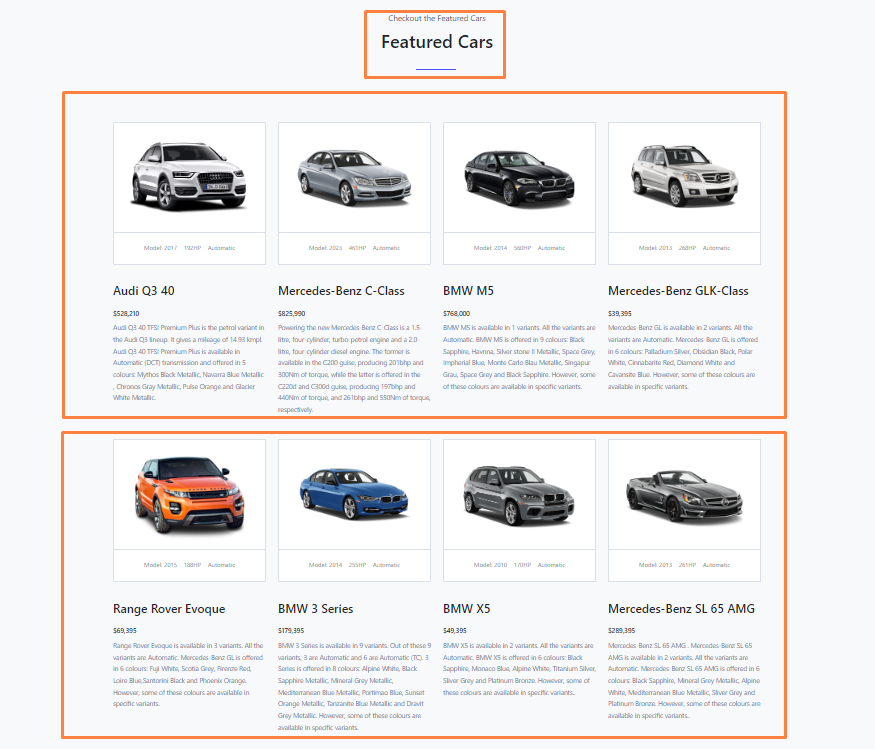 Checkout the Featured Cars
Featured Cars
Model: 2017 192HP Automatic
Model: 2023 461HP Automatic
Model: 2014 560HP Automatic
Model: 2013 268HP Automatic
Audi Q3 40
$528,210
Audi Q3 40 TFSI Premium Plus is the petrol variant in
the Audi Q3 lineup. It gives a mileage of 14.93 kmpl.
Audi Q3 40 TFSI Premium Plus is available in
Automatic (DCT) transmission and offered in 5
colours: Mythos Black Metallic, Navarra Blue Metallic
, Chronos Gray Metallic, Pulse Orange and Glacier
White Metallic.
Mercedes-Benz C-Class
$825,990
Powering the new Mercedes-Benz C-Class is a 1.5-
litre, four-cylinder, turbo-petrol engine and a 2.0-
litre, four cylinder diesel engine. The former is
available in the C200 guise, producing 201bhp and
300Nm of torque, while the latter is offered in the
C220d and C300d guise, producing 197bhp and
440Nm of torque, and 261bhp and 550Nm of torque,
respectively.
BMW M5
$768,000
BMW M5 is available in 1 variants. All the variants are
Automatic. BMW M5 is offered in 9 colours: Black
Sapphire, Havnna, Silver stone II Metallic, Space Grey,
Impherial Blue, Monte Carlo Blau Metallic, Singapur
Grau, Space Grey and Black Sapphire. However, some
of these colours are available in specific variants.
Mercedes-Benz GLK-Class
$39,395
Mercedes-Benz GL is available in 2 variants. All the
variants are Automatic. Mercedes-Benz GL is offered
in 6 colours: Palladium Silver, Obsidian Black, Polar
White, Cinnabarite Red, Diamond White and
Cavansite Blue. However, some of these colours are
available in specific variants.
Model: 2015 188HP Automatic
Model: 2014 255HP Automatic
Model: 2010 170HP Automatic
Model: 2013 261HP Automatic
Range Rover Evoque
$69,395
Range Rover Evoque is available in 3 variants. All the
variants are Automatic. Mercedes-Benz GL is offered
in 6 colours: Fuji White, Scotia Grey, Firenze Red,
Loire Blue,Santorini Black and Phoenix Orange.
However, some of these colours are available in
specific variants.
BMW 3 Series
$179,395
BMW 3 Series is available in 9 variants. Out of these 9
variants, 3 are Automatic and 6 are Automatic (TC). 3
Series is offered in 8 colours: Alpine White, Black
Sapphire Metallic, Mineral Grey Metallic,
Mediterranean Blue Metallic, Portimao Blue, Sunset
Orange Metallic, Tanzanite Blue Metallic and Dravit
Grey Metallic. However, some of these colours are
available in specific variants.
BMW X5
$49,395
BMW X5 is available in 2 variants. All the variants are
Automatic. BMW X5 is offered in 6 colours: Black
Sapphire, Monaco Blue, Alpine White, Titanium Silver,
Sliver Grey and Platinum Bronze. However, some of
these colours are available in specific variants..
Mercedes-Benz SL 65 AMG
$289,395
Mercedes-Benz SL 65 AMG . Mercedes-Benz SL 65
AMG is available in 2 variants. All the variants are
Automatic. Mercedes-Benz SL 65 AMG is offered in 6
colours: Black Sapphire, Mineral Grey Metallic, Alpine
White, Mediterranean Blue Metallic, Sliver Grey and
Platinum Bronze. However, some of these colours are
available in specific variants..